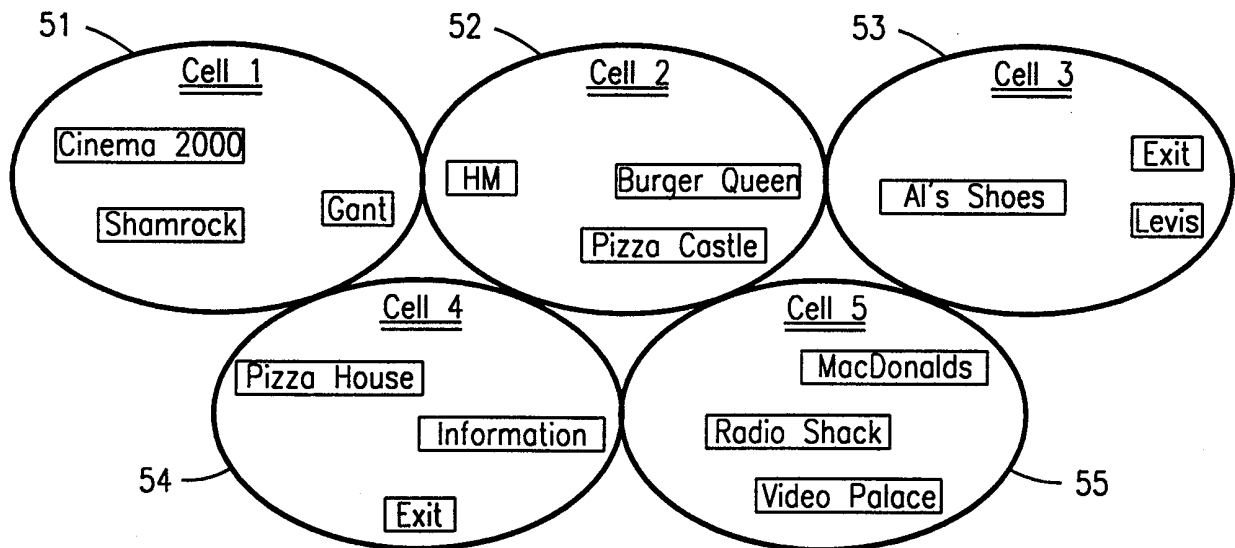 51
52
53
Cell 1
Cinema 2000
Shamrock
Gant
Cell 2
HM
Burger Queen
Pizza Castle
Cell 3
Exit
Al's Shoes
Levis
Cell 4
Pizza House
Information
Exit
54
Cell 5
MacDonalds
Radio Shack
Video Palace
55